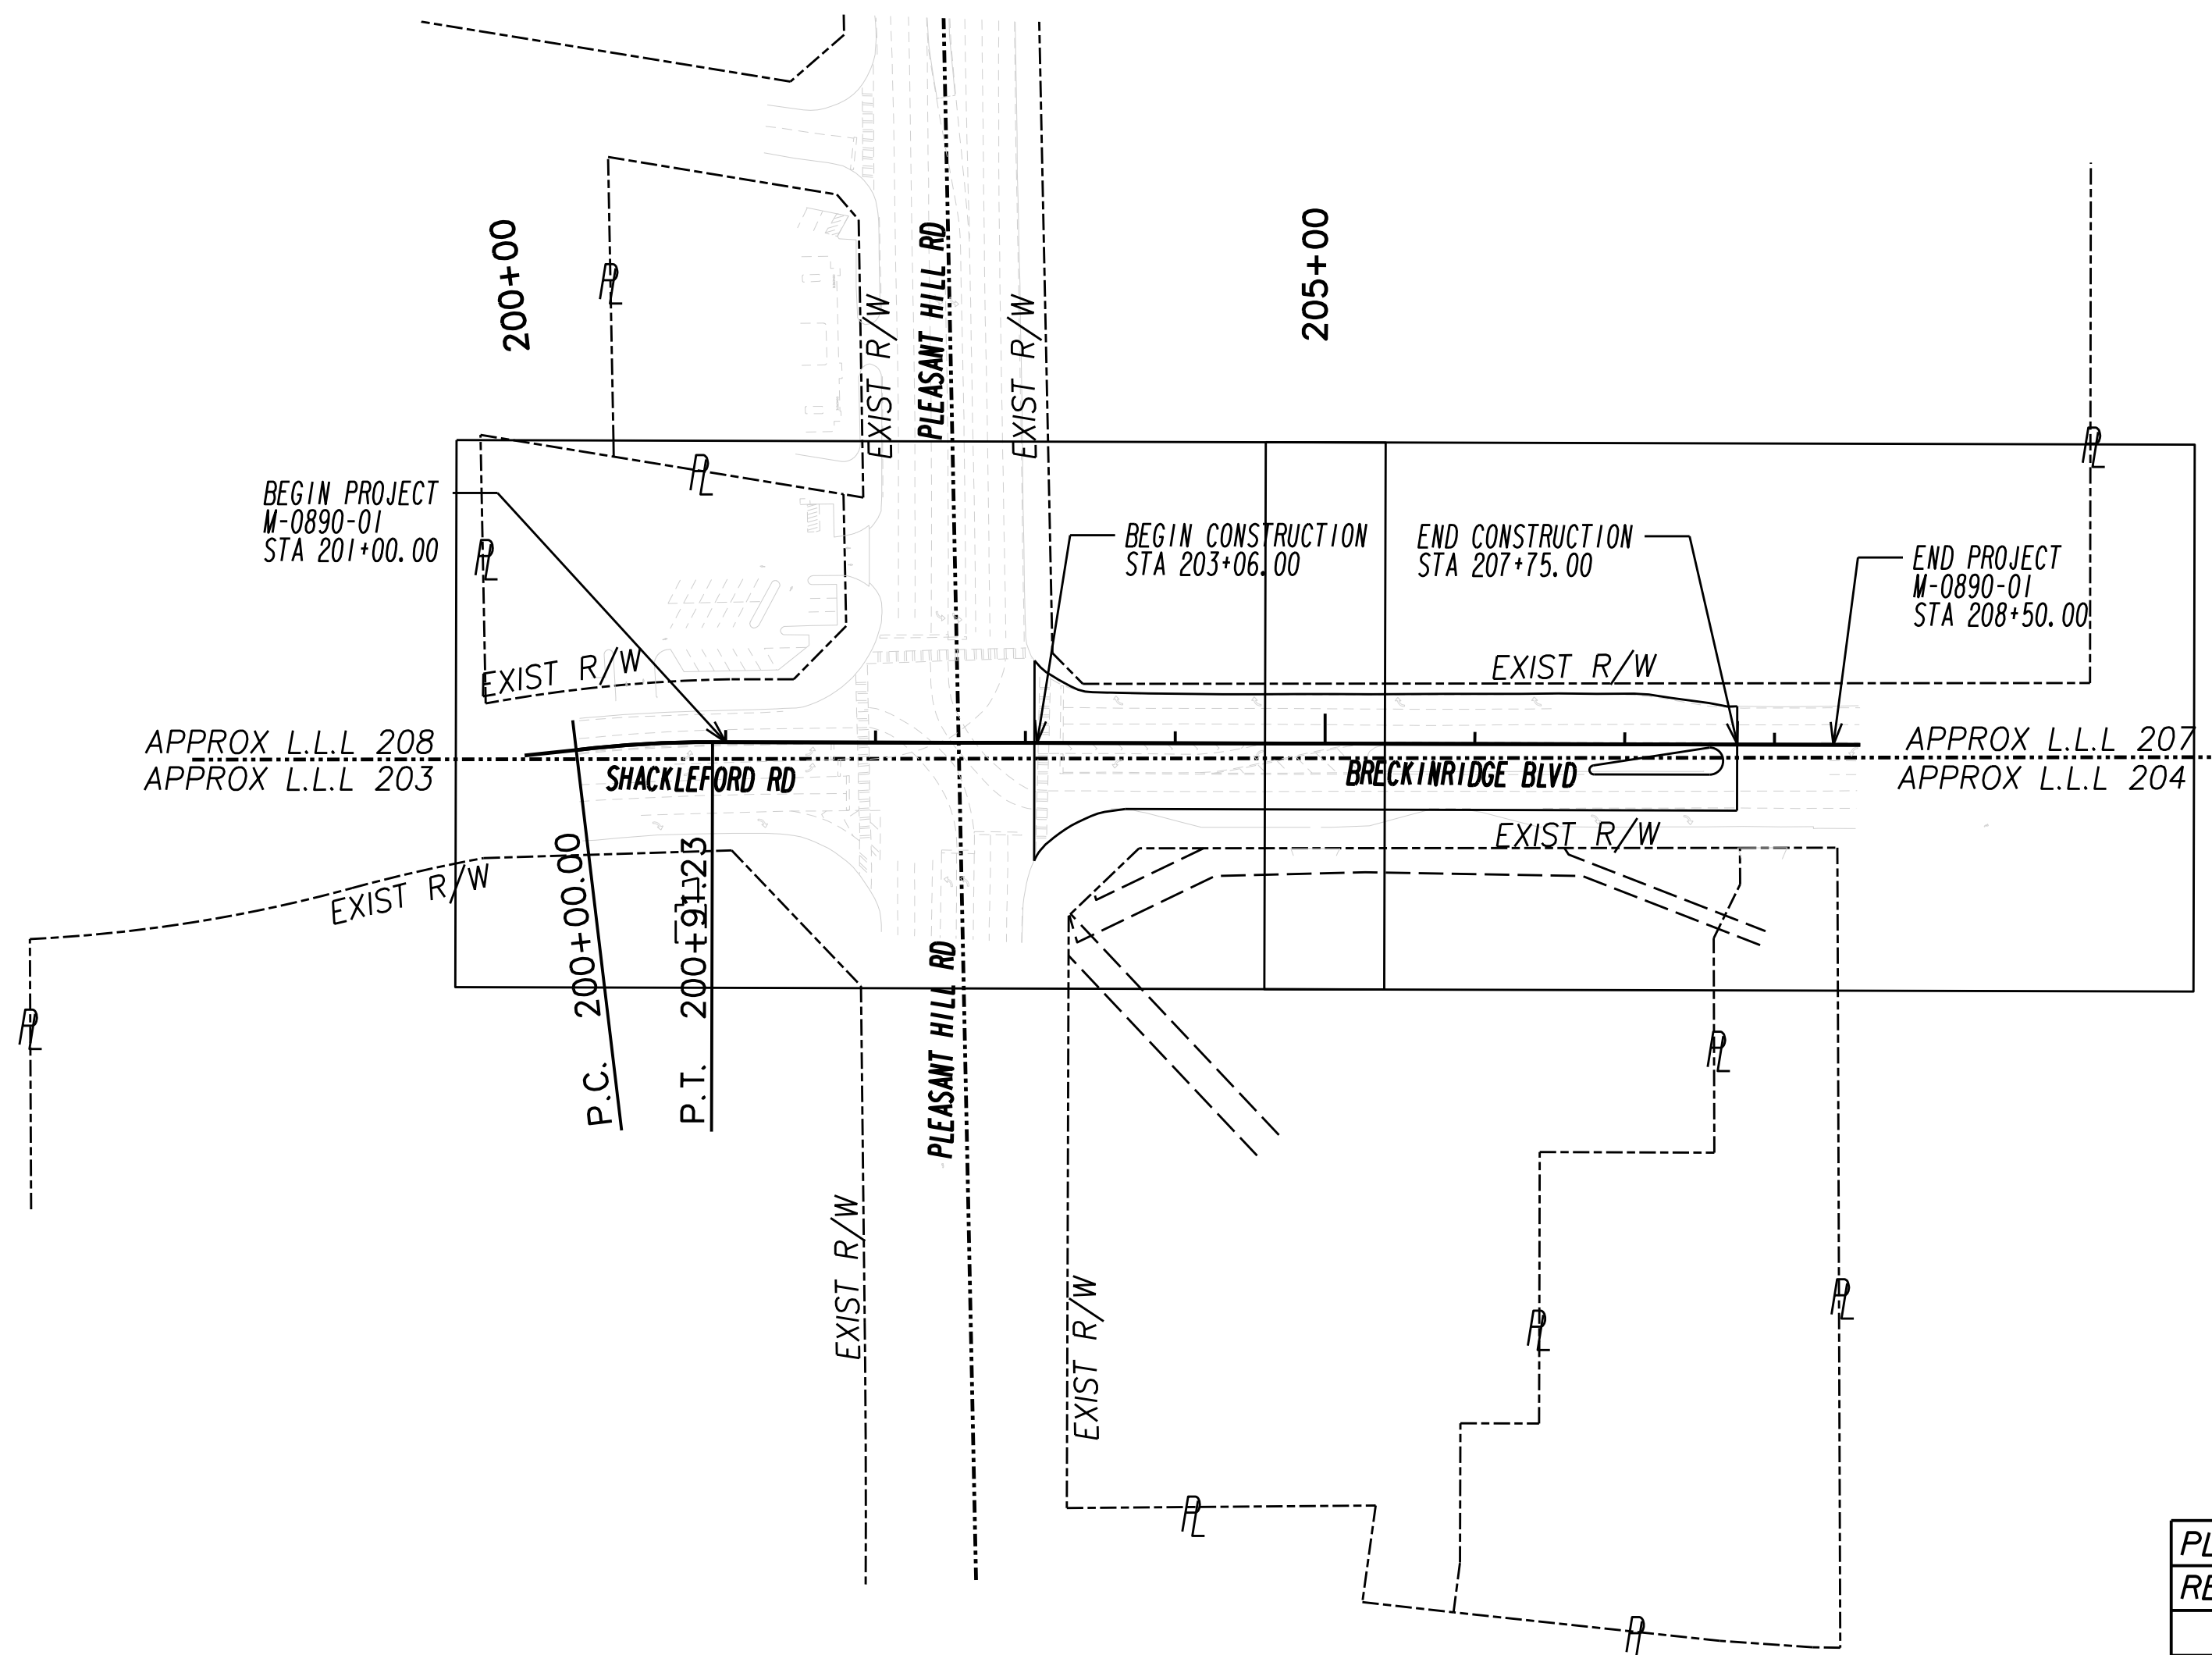 200+00
PLEASANT HILL RD
EXIST R/W
EXIST R/W
205+00
PL
PL
PL
PL
BEGIN PROJECT
M-0890-01
STA 201+00.00
BEGIN CONSTRUCTION
STA 203+06.00
END CONSTRUCTION
STA 207+75.00
END PROJECT
M-0890-01
STA 208+50.00
EXIST R/W
EXIST R/W
APPROX L.L.L 208
APPROX L.L.L 203
SHACKLEFORD RD
BRECKINRIDGE BLVD
APPROX L.L.L 207
APPROX L.L.L 204
EXIST R/W
EXIST R/W
P.C. 200+00.00
P.T. 200+91.23
PLEASANT HILL RD
PL
PL
PL
PL
EXIST R/W
EXIST R/W
PL
PL